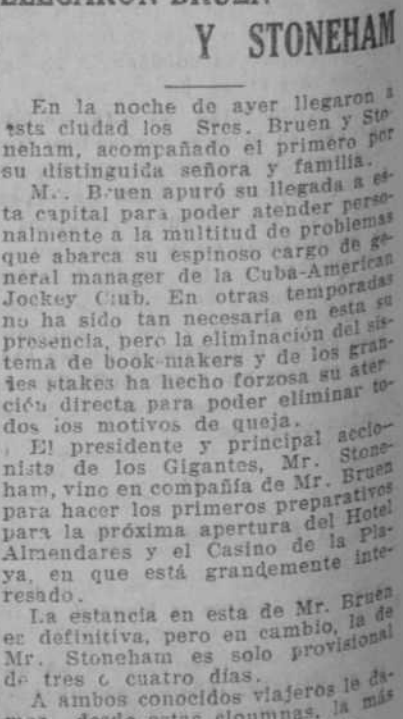 LLEGARON BRUEN
Y STONEHAM
En la noche de ayer llegaron a
esta ciudad los Sres. Bruen y Sto-
neham, acompañado el primero por
su distinguida señora y familia.
M.. Bruen apuró su llegada a es-
ta capital para poder atender perso-
nalmente a la multitud de problemas
que abarca su espinoso cargo de ge-
neral manager de la Cuba-American
Jockey Club. En otras temporadas
no ha sido tan necesaria en esta su
presencia, pero la eliminación del sis-
tema de book-makers y de los gran-
des stakes ha hecho forzosa su aten-
ción directa para poder eliminar to-
dos los motivos de queja.
El presidente y principal accio-
nista de los Gigantes, Mr. Stone-
ham, vino en compañía de Mr. Bruen
para hacer los primeros preparativos
para la próxima apertura del Hotel
Almendares y el Casino de la Pla-
ya, en que está grandemente inte-
resado.
La estancia en esta de Mr. Bruen
es definitiva, pero en cambio, la de
Mr. Stoneham es solo provisional
de tres o cuatro días.
A ambos conocidos viajeros le da-
mos desde estas cloumnas, la más